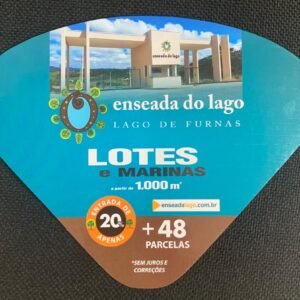 enseada do lago
enseada do lago
LAGO DE FURNAS
LOTES
e MARINAS
a partir de 1.000 m²
enseadalago.com.br
ENTRADA DE
20%
APENAS
+ 48
PARCELAS
*SEM JUROS E
CORREÇÕES